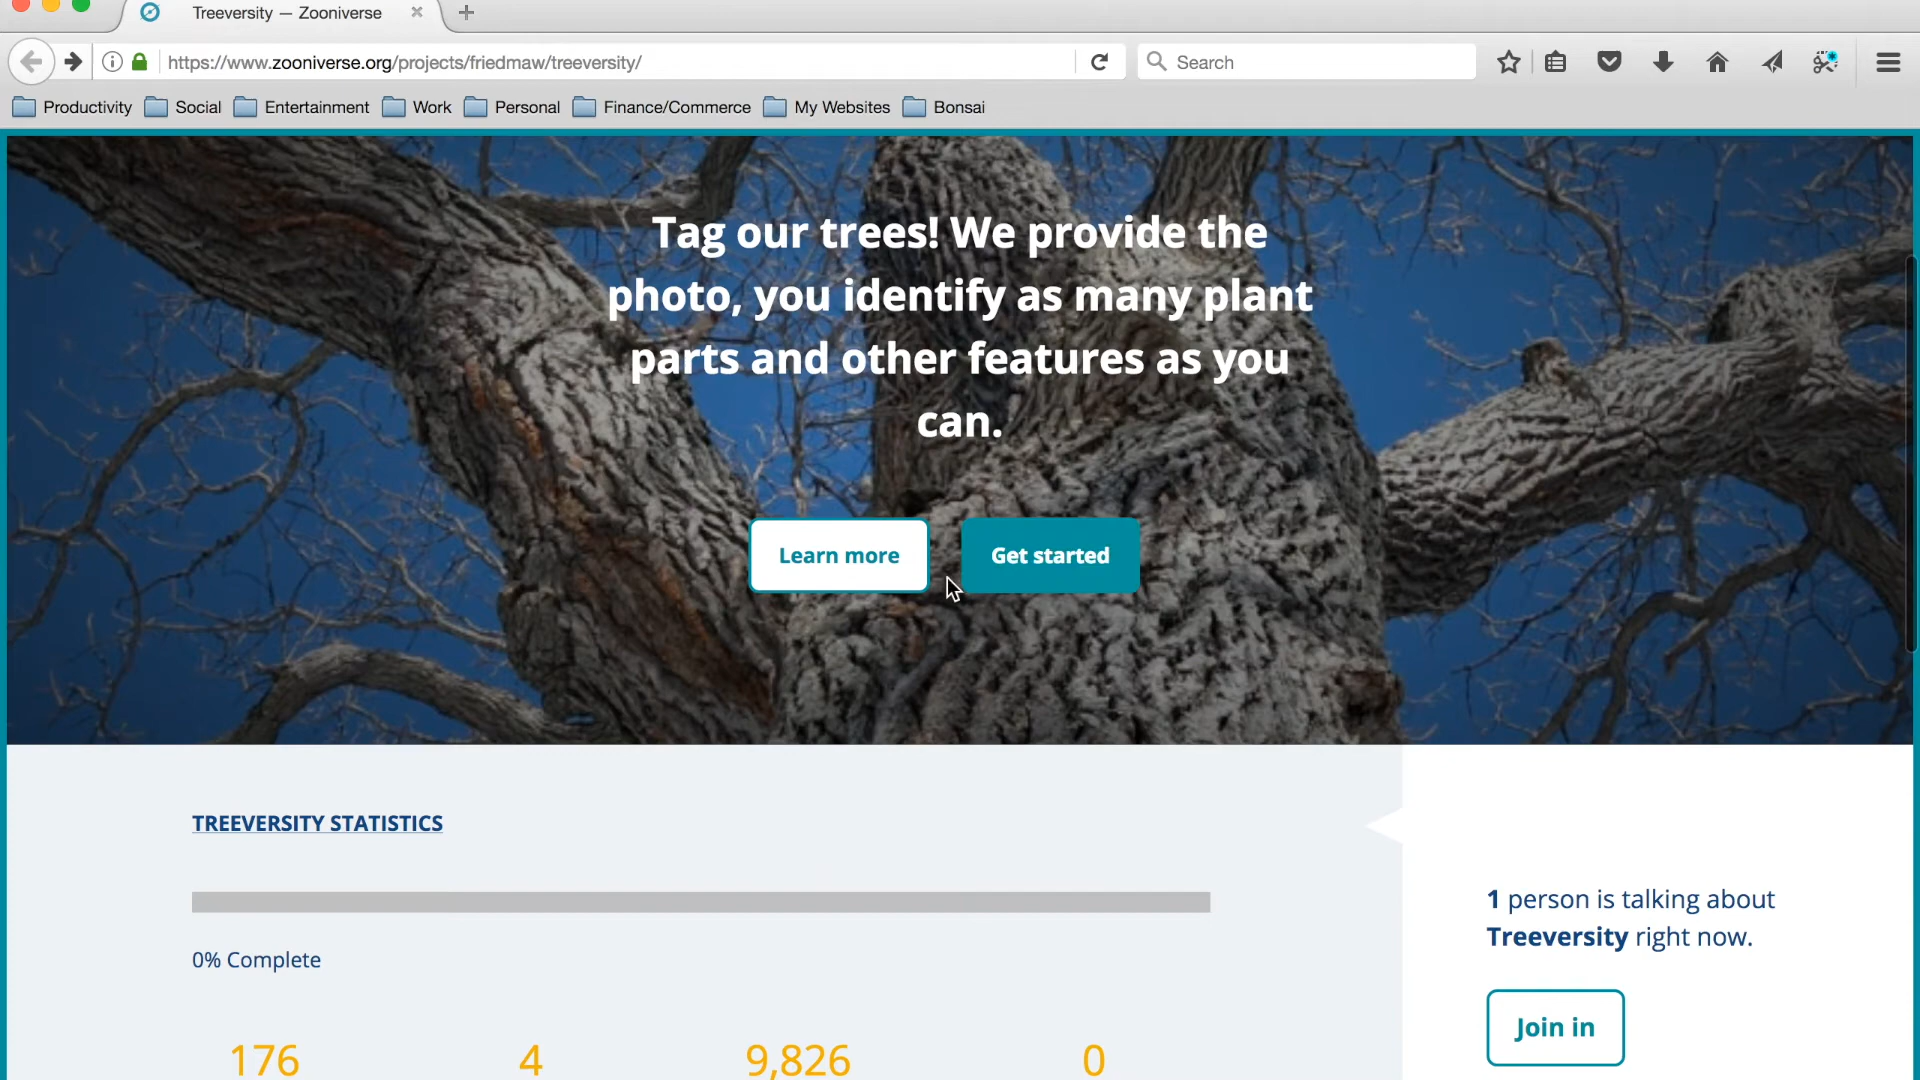 Treeversity — Zooniverse
https://www.zooniverse.org/projects/friedmaw/treeversity/
Search
Productivity Social Entertainment Work Personal Finance/Commerce My Websites Bonsai
Tag our trees! We provide the
photo, you identify as many plant
parts and other features as you
can.
Learn more Get started
TREEVERSITY STATISTICS
0% Complete
176 4 9,826 0
1 person is talking about
Treeversity right now.
Join in